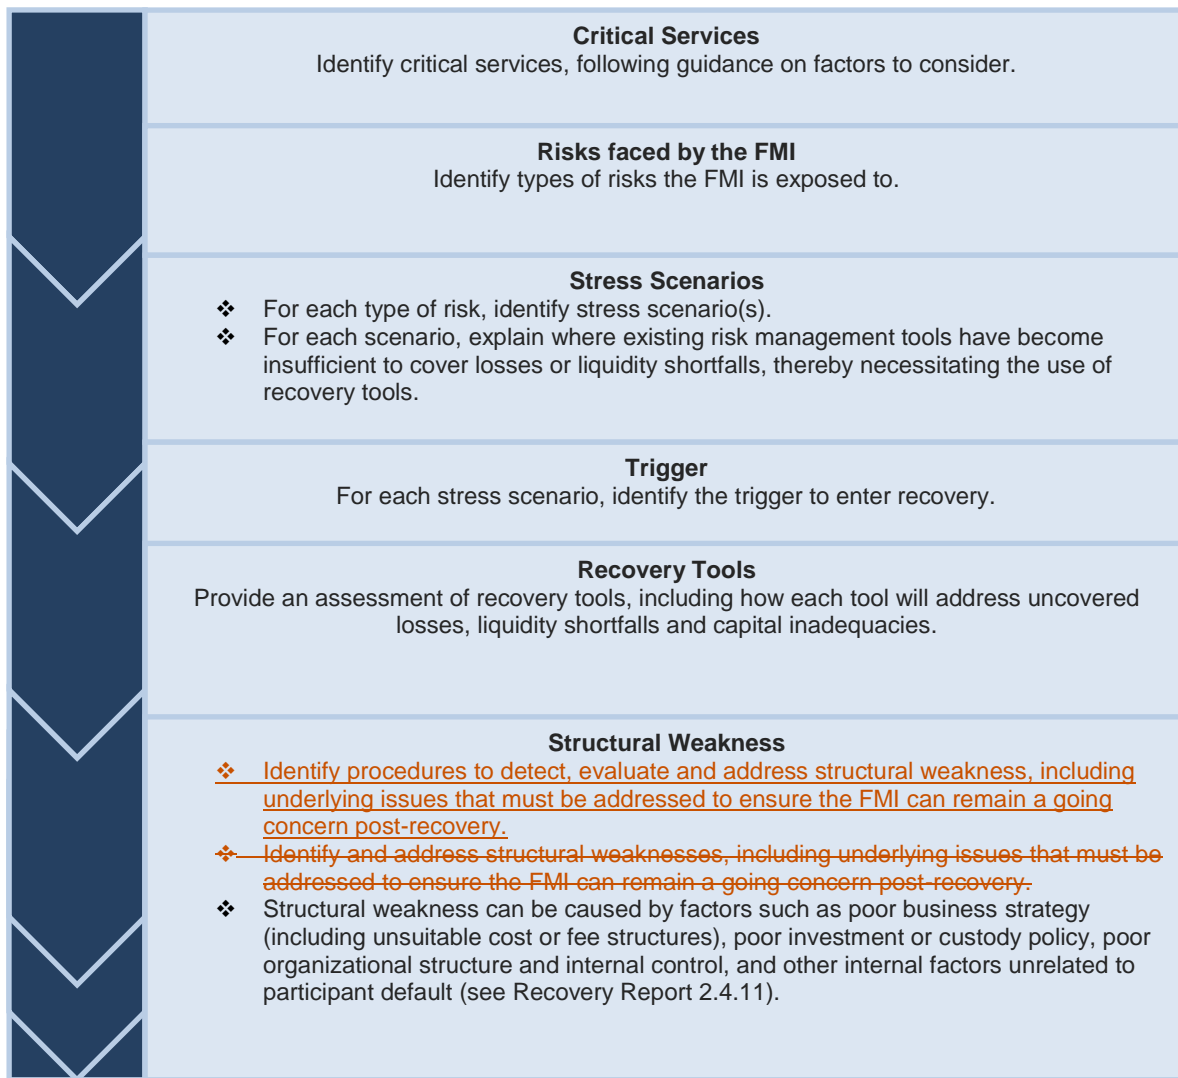 Critical Services
Identify critical services, following guidance on factors to consider.
Risks faced by the FMI
Identify types of risks the FMI is exposed to.
Stress Scenarios
❖ For each type of risk, identify stress scenario(s).
❖ For each scenario, explain where existing risk management tools have become
insufficient to cover losses or liquidity shortfalls, thereby necessitating the use of
recovery tools.
Trigger
For each stress scenario, identify the trigger to enter recovery.
Recovery Tools
Provide an assessment of recovery tools, including how each tool will address uncovered
losses, liquidity shortfalls and capital inadequacies.
Structural Weakness
❖ Identify procedures to detect, evaluate and address structural weakness, including
underlying issues that must be addressed to ensure the FMI can remain a going
concern post-recovery.
❖ Identify and address structural weaknesses, including underlying issues that must be
addressed to ensure the FMI can remain a going concern post-recovery.
❖ Structural weakness can be caused by factors such as poor business strategy
(including unsuitable cost or fee structures), poor investment or custody policy, poor
organizational structure and internal control, and other internal factors unrelated to
participant default (see Recovery Report 2.4.11).